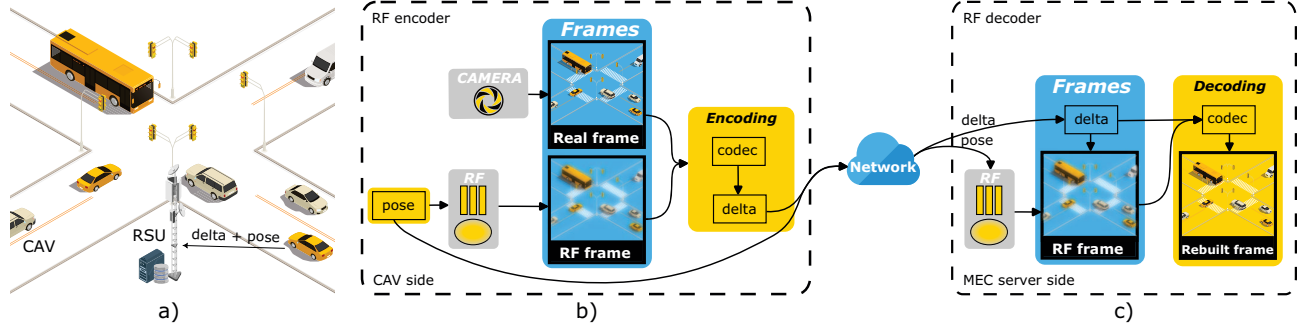 CAV
RSU
delta + pose
a)
RF encoder
Frames
CAMERA
Real frame
RF
pose
RF frame
Encoding
codec
delta
CAV side
b)
Network
delta
pose
RF decoder
Frames
delta
RF
RF frame
Decoding
codec
Rebuilt frame
MEC server side
c)